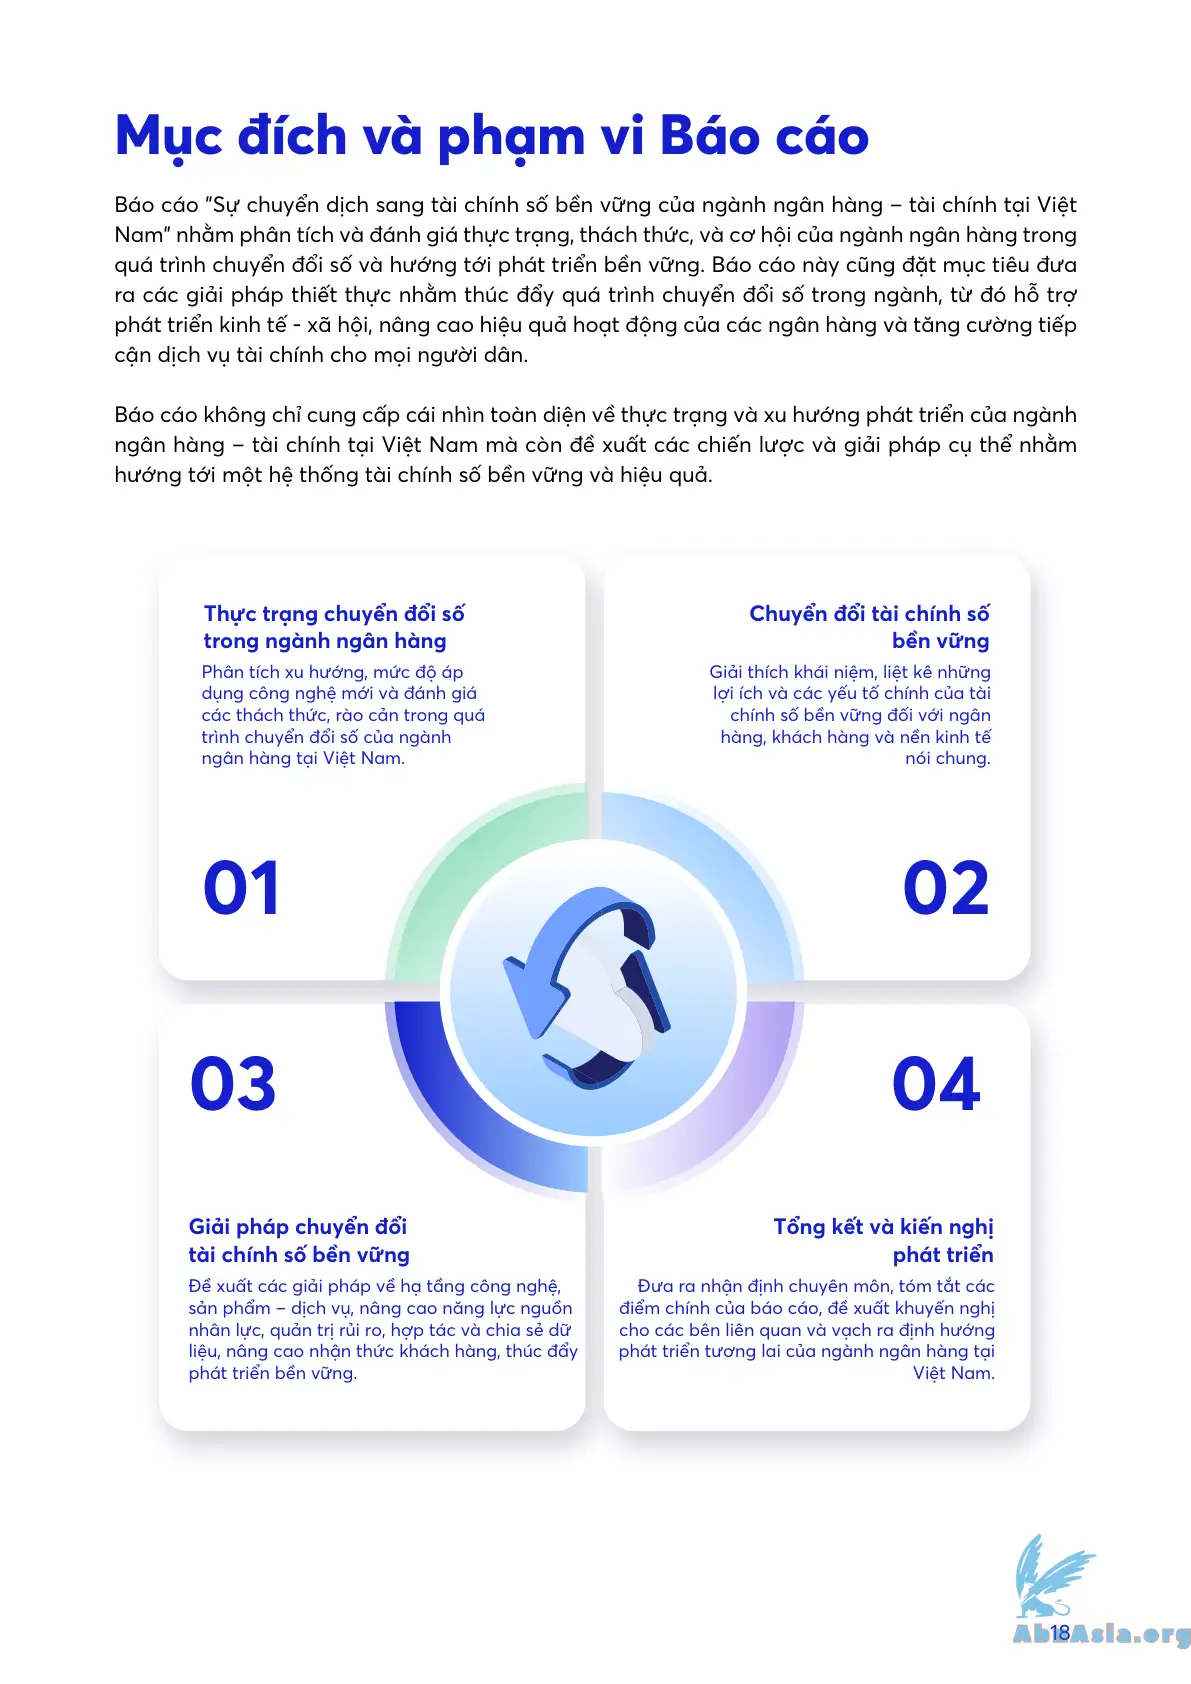 Mục đích và phạm vi Báo cáo
Báo cáo "Sự chuyển dịch sang tài chính số bền vững của ngành ngân hàng – tài chính tại Việt
Nam" nhằm phân tích và đánh giá thực trạng, thách thức, và cơ hội của ngành ngân hàng trong
quá trình chuyển đổi số và hướng tới phát triển bền vững. Báo cáo này cũng đặt mục tiêu đưa
ra các giải pháp thiết thực nhằm thúc đẩy quá trình chuyển đổi số trong ngành, từ đó hỗ trợ
phát triển kinh tế - xã hội, nâng cao hiệu quả hoạt động của các ngân hàng và tăng cường tiếp
cận dịch vụ tài chính cho mọi người dân.
Báo cáo không chỉ cung cấp cái nhìn toàn diện về thực trạng và xu hướng phát triển của ngành
ngân hàng – tài chính tại Việt Nam mà còn đề xuất các chiến lược và giải pháp cụ thể nhằm
hướng tới một hệ thống tài chính số bền vững và hiệu quả.
Thực trạng chuyển đổi số
trong ngành ngân hàng
Phân tích xu hướng, mức độ áp
dụng công nghệ mới và đánh giá
các thách thức, rào cản trong quá
trình chuyển đổi số của ngành
ngân hàng tại Việt Nam.
01
Chuyển đổi tài chính số
bền vững
Giải thích khái niệm, liệt kê những
lợi ích và các yếu tố chính của tài
chính số bền vững đối với ngân
hàng, khách hàng và nền kinh tế
nói chung.
02
03
Giải pháp chuyển đổi
tài chính số bền vững
Đề xuất các giải pháp về hạ tầng công nghệ,
sản phẩm – dịch vụ, nâng cao năng lực nguồn
nhân lực, quản trị rủi ro, hợp tác và chia sẻ dữ
liệu, nâng cao nhận thức khách hàng, thúc đẩy
phát triển bền vững.
04
Tổng kết và kiến nghị
phát triển
Đưa ra nhận định chuyên môn, tóm tắt các
điểm chính của báo cáo, đề xuất khuyến nghị
cho các bên liên quan và vạch ra định hướng
phát triển tương lai của ngành ngân hàng tại
Việt Nam.
18